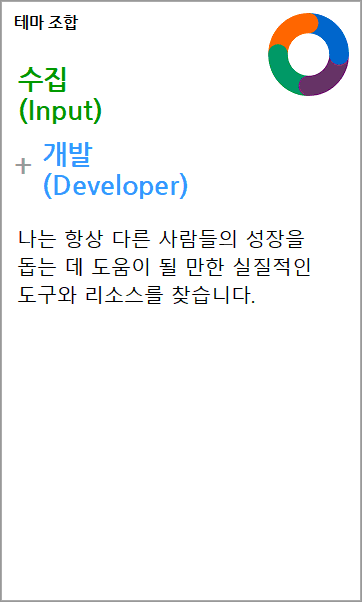 테마 조합
수집
(Input)
+ 개발
(Developer)
나는 항상 다른 사람들의 성장을
돕는 데 도움이 될 만한 실질적인
도구와 리소스를 찾습니다.